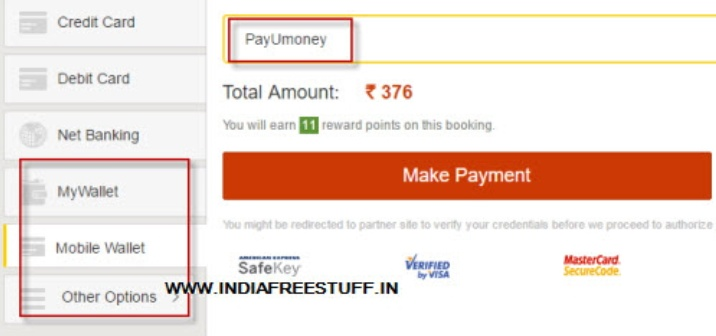 Credit Card
Debit Card
Net Banking
MyWallet
Mobile Wallet
Other Options >
PayUmoney
Total Amount: ₹ 376
You will earn 11 reward points on this booking.
Make Payment
You might be redirected to partner site to verify your credentials before we proceed to authorize
AMERICAN EXPRESS
SafeKey
VERIFIED
by VISA
MasterCard.
SecureCode.
WWW.INDIAFREESTUFF.IN